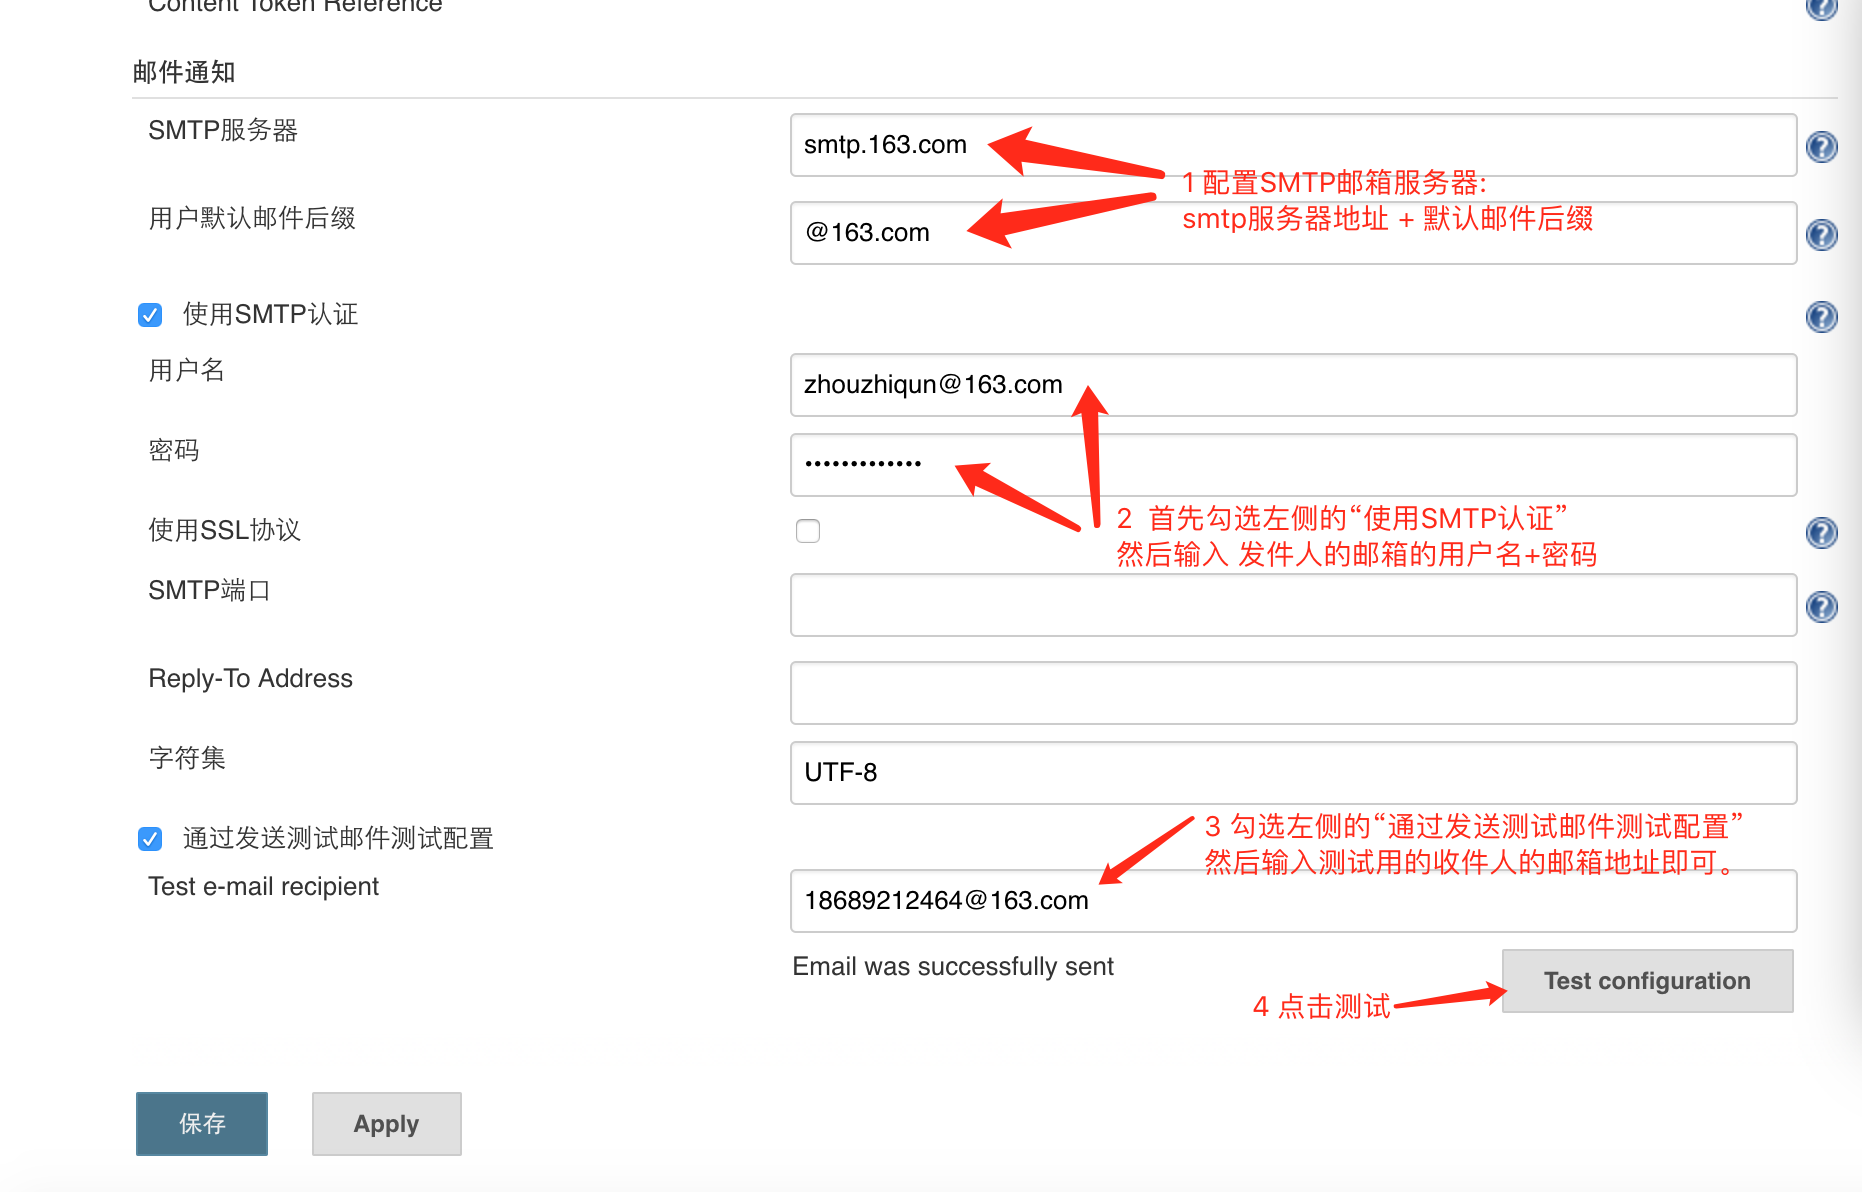 Content Token Reference
邮件通知
SMTP服务器
smtp.163.com
1 配置SMTP邮箱服务器:
smtp服务器地址 + 默认邮件后缀
用户默认邮件后缀
@163.com
使用SMTP认证
用户名
zhouzhiqun@163.com
密码
•••••••••••••
2 首先勾选左侧的“使用SMTP认证”
然后输入 发件人的邮箱的用户名+密码
使用SSL协议
SMTP端口
Reply-To Address
字符集
UTF-8
3 勾选左侧的“通过发送测试邮件测试配置”
然后输入测试用的收件人的邮箱地址即可。
通过发送测试邮件测试配置
Test e-mail recipient
18689212464@163.com
Email was successfully sent
Test configuration
4 点击测试
保存
Apply